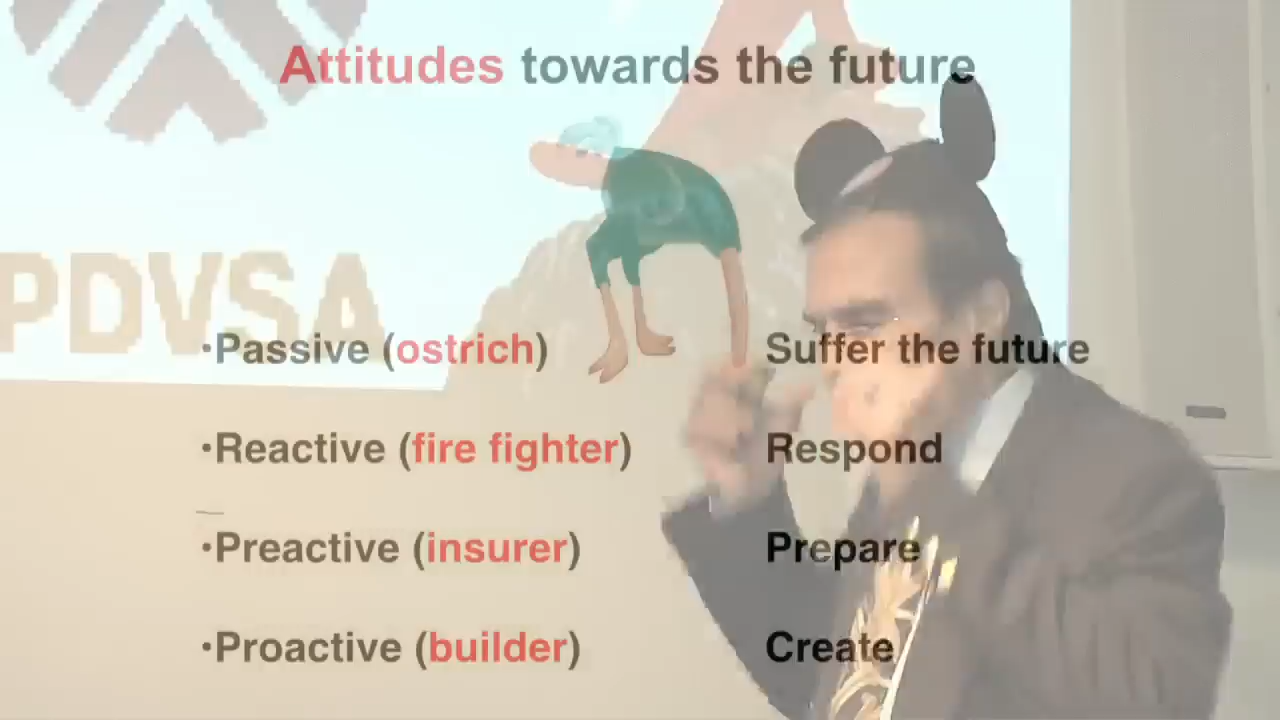 Attitudes towards the future
PDVSA
•Passive (ostrich) Suffer the future
•Reactive (fire fighter) Respond
•Preactive (insurer) Prepare
•Proactive (builder) Create